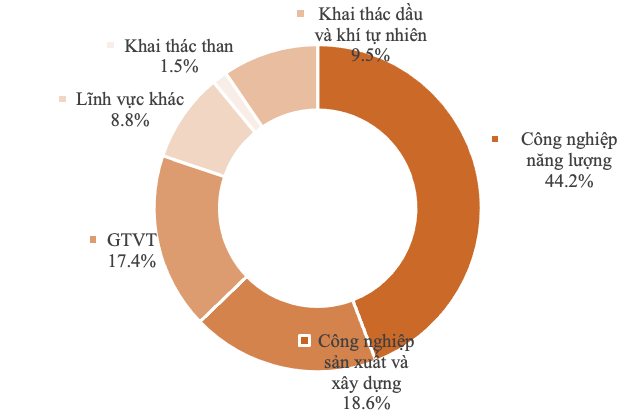 Khai thác dầu
và khí tự nhiên
9.5%
Khai thác than
1.5%
Lĩnh vực khác
8.8%
Công nghiệp
năng lượng
44.2%
GTVT
17.4%
Công nghiệp
sản xuất và
xây dựng
18.6%